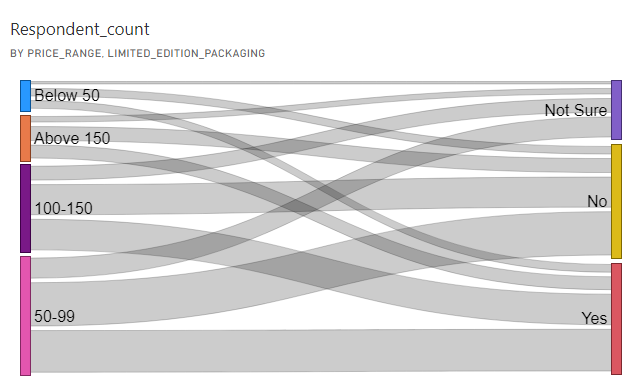 Respondent_count
BY PRICE_RANGE, LIMITED_EDITION_PACKAGING
Below 50
Not Sure
Above 150
No
100-150
50-99
Yes